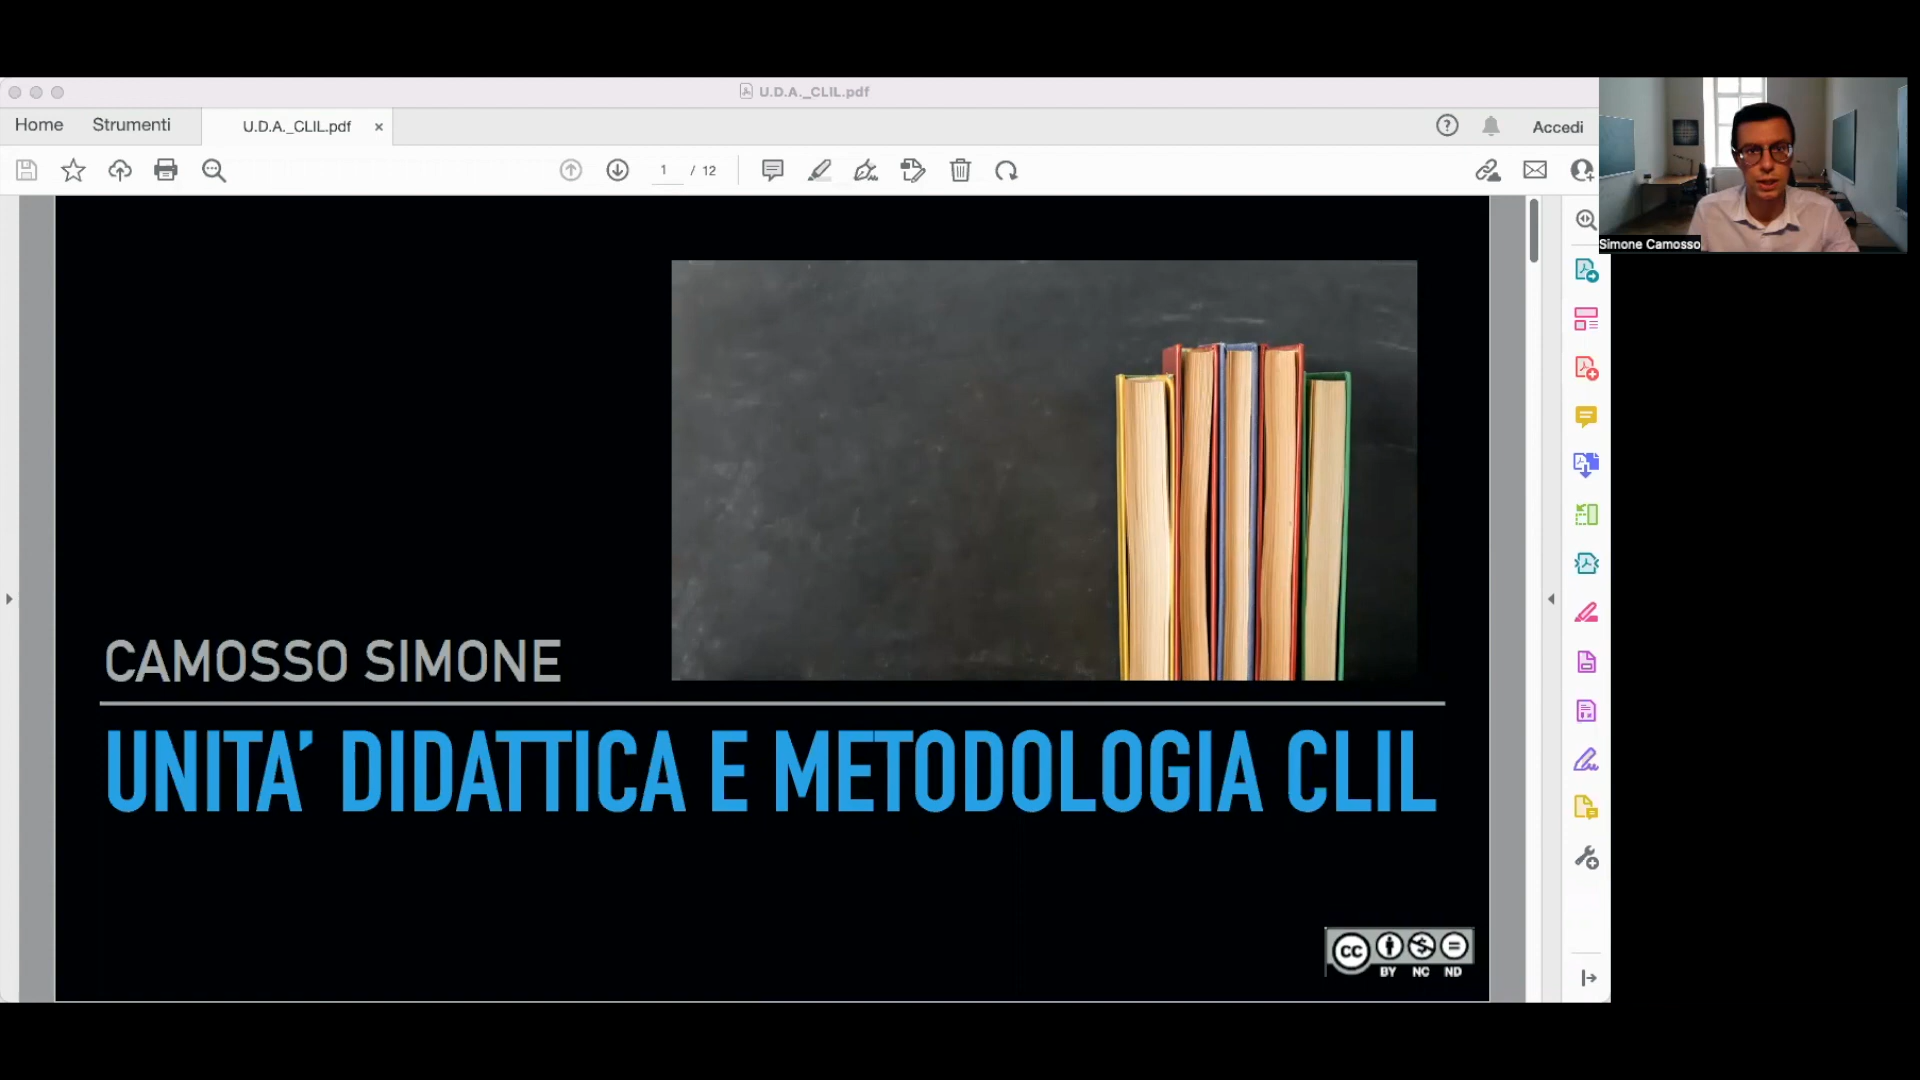 U.D.A._CLIL.pdf
Home Strumenti U.D.A._CLIL.pdf × Accedi
1 / 12
Simone Camosso
CAMOSSO SIMONE
UNITA’ DIDATTICA E METODOLOGIA CLIL
CC BY NC ND